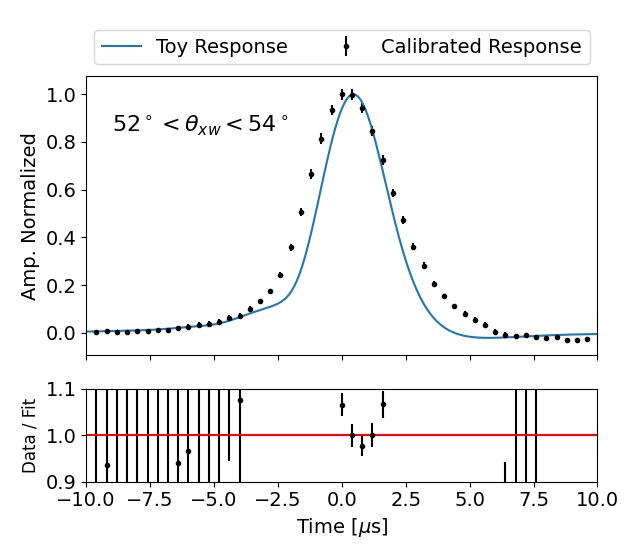 Toy Response Calibrated Response
52° < θxw < 54°
Amp. Normalized
1.0
0.8
0.6
0.4
0.2
0.0
Data / Fit
1.1
1.0
0.9
−10.0 −7.5 −5.0 −2.5 0.0 2.5 5.0 7.5 10.0
Time [μs]